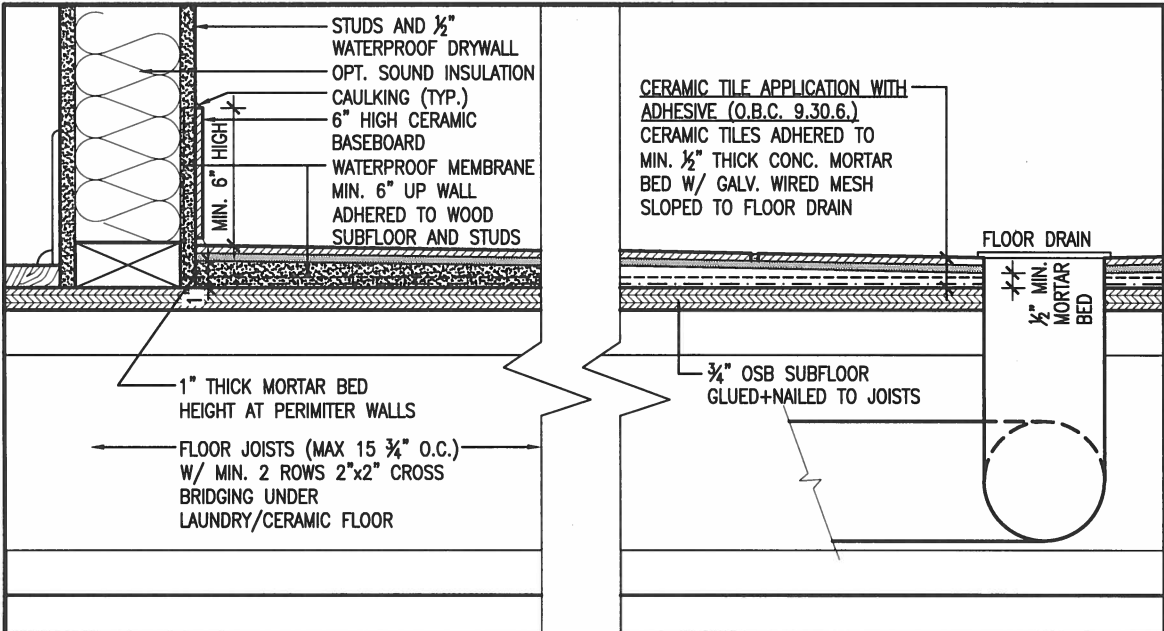 STUDS AND ½"
WATERPROOF DRYWALL
OPT. SOUND INSULATION
CAULKING (TYP.)
6" HIGH CERAMIC
BASEBOARD
WATERPROOF MEMBRANE
MIN. 6" UP WALL
ADHERED TO WOOD
SUBFLOOR AND STUDS
MIN. 6" HIGH
1"
1" THICK MORTAR BED
HEIGHT AT PERIMITER WALLS
FLOOR JOISTS (MAX 15 ¾" O.C.)
W/ MIN. 2 ROWS 2"x2" CROSS
BRIDGING UNDER
LAUNDRY/CERAMIC FLOOR
CERAMIC TILE APPLICATION WITH
ADHESIVE (O.B.C. 9.30.6.)
CERAMIC TILES ADHERED TO
MIN. ½" THICK CONC. MORTAR
BED W/ GALV. WIRED MESH
SLOPED TO FLOOR DRAIN
FLOOR DRAIN
½" MIN.
MORTAR
BED
¾" OSB SUBFLOOR
GLUED+NAILED TO JOISTS